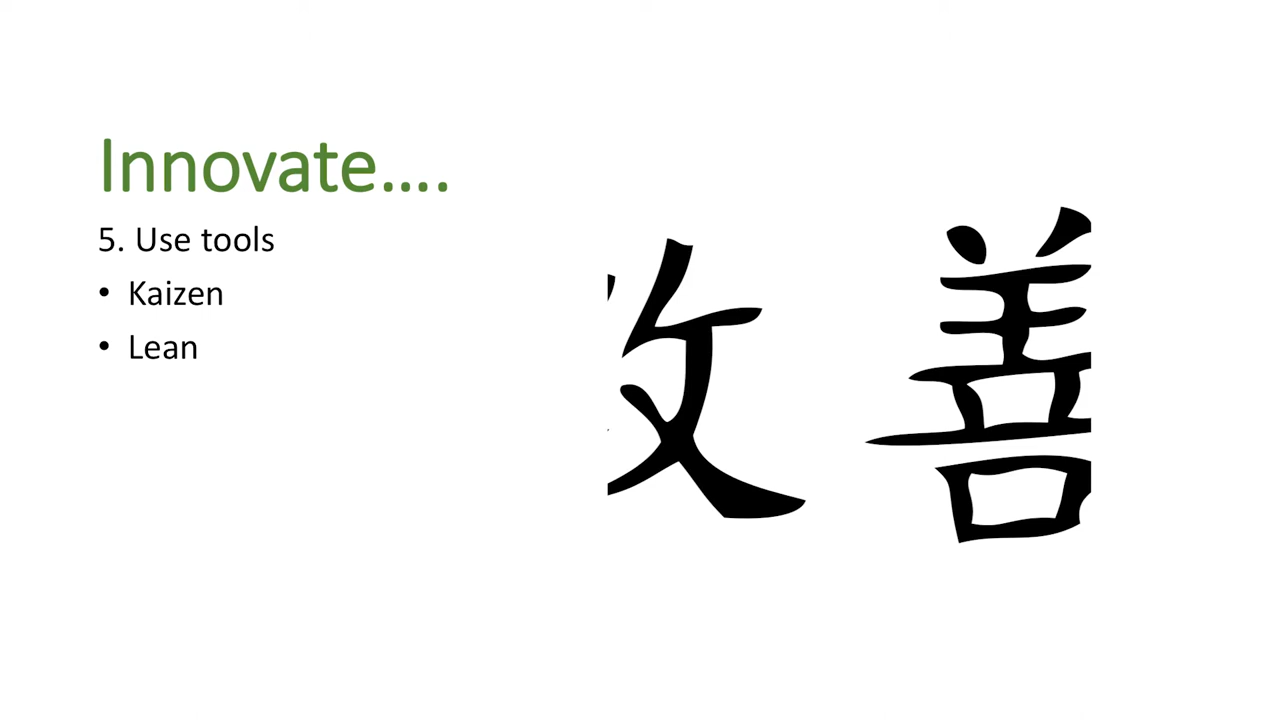 Innovate....
5. Use tools
• Kaizen
• Lean
善